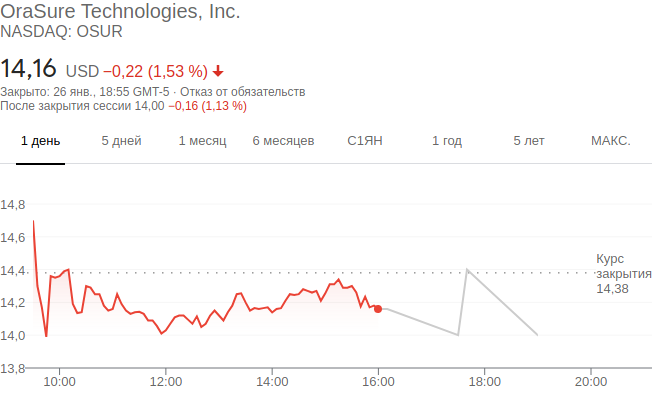 OraSure Technologies, Inc.
NASDAQ: OSUR
14,16 USD −0,22 (1,53 %)
Закрыто: 26 янв., 18:55 GMT-5 · Отказ от обязательств
После закрытия сессии 14,00 −0,16 (1,13 %)
1 день 5 дней 1 месяц 6 месяцев С1ЯН 1 год 5 лет МАКС.
14,8
14,6
14,4
14,2
14,0
13,8
Курс
закрытия
14,38
10:00 12:00 14:00 16:00 18:00 20:00